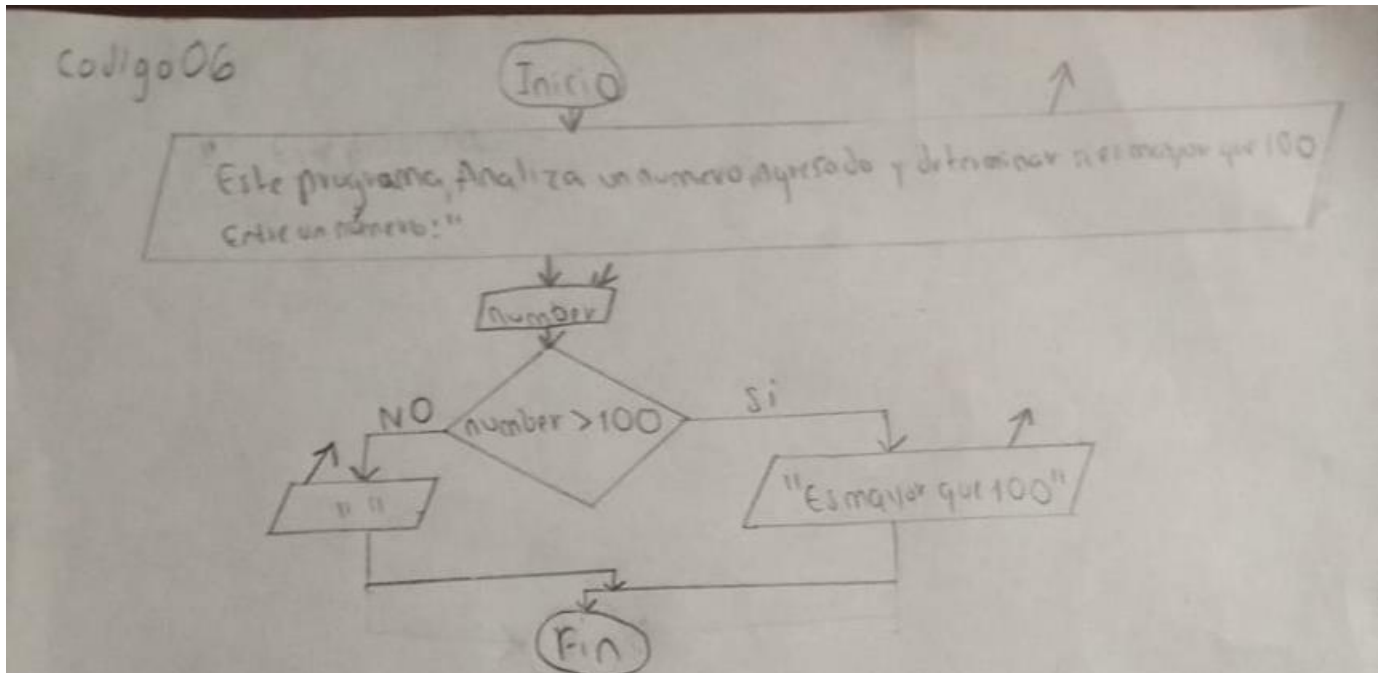 Codigo06
Inicio
"Este programa, Analiza un numero ingresado y determinar si es mayor que 100
Entre un número:"
number
number > 100
NO
Si
" "
"Es mayor que 100"
Fin